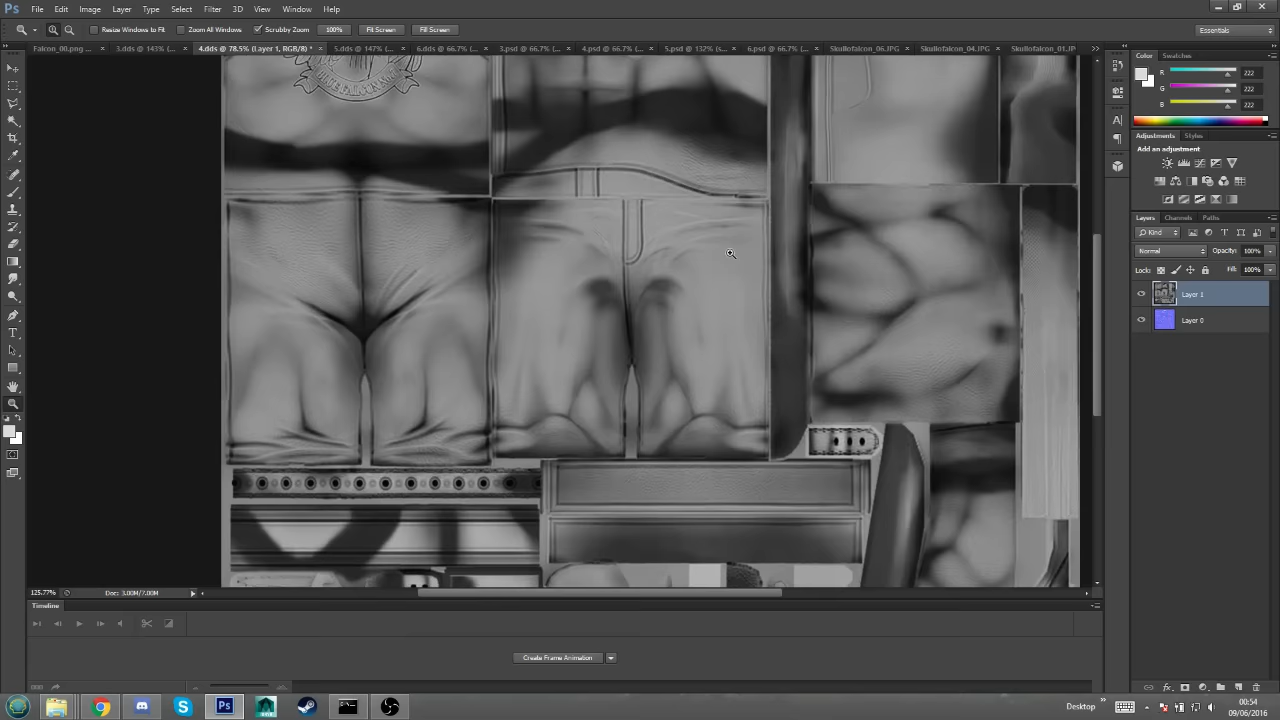 Ps File Edit Image Layer Type Select Filter 3D View Window Help
Resize Windows to Fit Zoom All Windows Scrubby Zoom 100% Fit Screen Fill Screen Essentials
Falcon_00.png ... × 3.dds @ 143% ( × 4.dds @ 78.5% (Layer 1, RGB/8) * × 5.dds @ 147% ( × 6.dds @ 66.7% ( × 3.psd @ 66.7% ( × 4.psd @ 66.7% ( × 5.psd @ 132% (s... × 6.psd @ 66.7% ( × Skullofalcon_06.JPG × Skullofalcon_04.JPG × Skullofalcon_01.JP
BLUE FALCON
Color Swatches
R 222
G 222
B 222
Adjustments Styles
Add an adjustment
Layers Channels Paths
Kind
Normal Opacity: 100%
Lock: Fill: 100%
Layer 1
Layer 0
125.77% Doc: 3.00M/7.00M
Timeline
Create Frame Animation
Desktop
00:54
09/06/2016